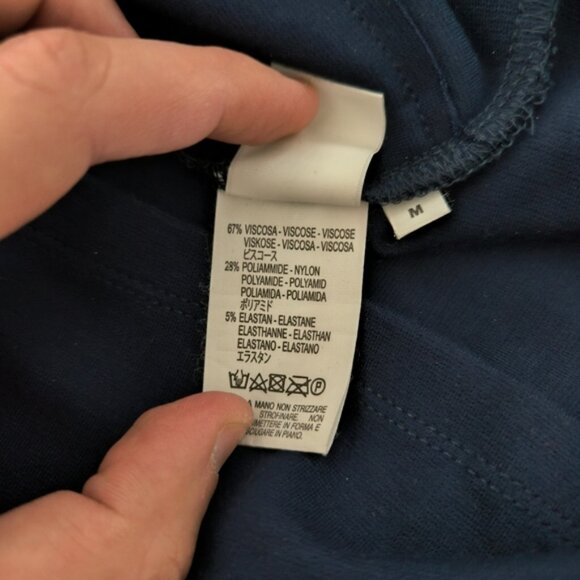 67% VISCOSA - VISCOSE - VISCOSE
VISKOSE - VISCOSA - VISCOSA
ビスコース
28% POLIAMMIDE - NYLON
POLYAMIDE - POLYAMID
POLIAMIDA - POLIAMIDA
ポリアミド
5% ELASTAN - ELASTANE
ELASTHANNE - ELASTHAN
ELASTANO - ELASTANO
エラスタン
P
A MANO NON STRIZZARE
STROFINARE. NON
METTERE IN FORMA E
IUGARE IN PIANO.
M